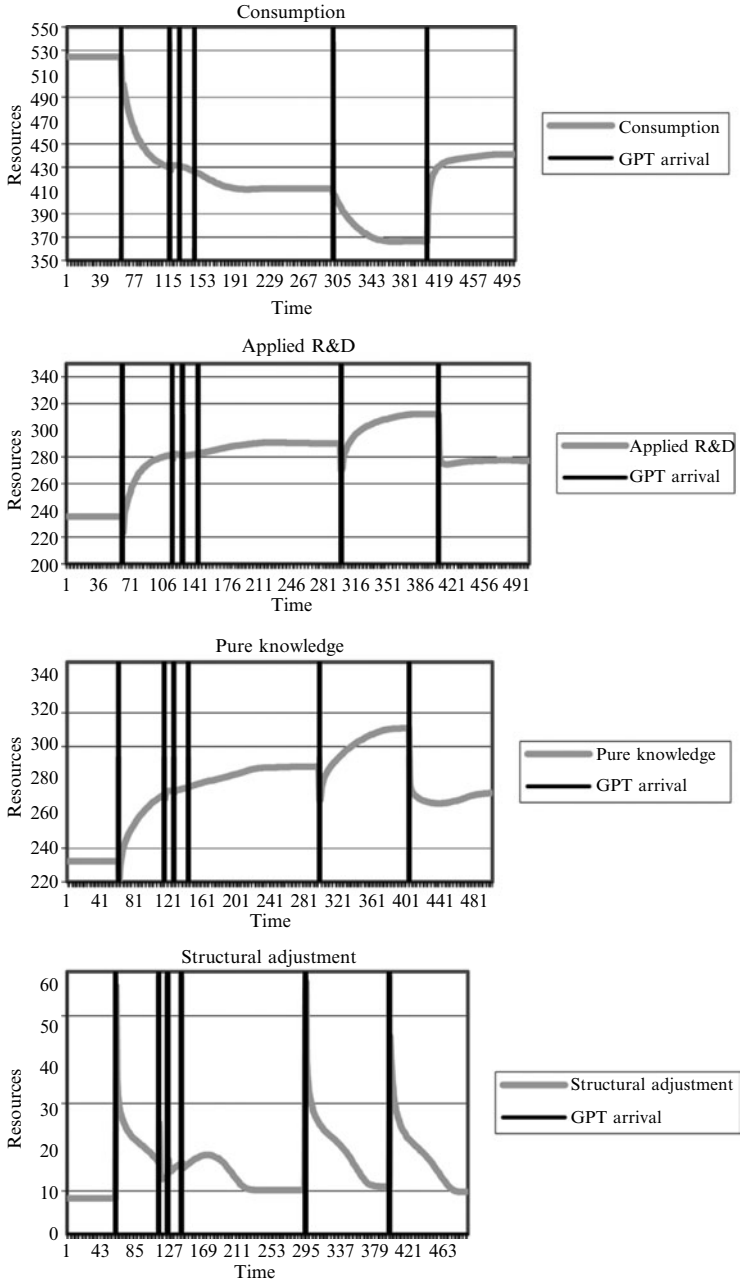 Consumption
550
530
510
490
470
450
430
410
390
370
350
Resources
1 39 77 115 153 191 229 267 305 343 381 419 457 495
Time
Consumption
GPT arrival
Applied R&D
340
320
300
280
260
240
220
200
Resources
1 36 71 106 141 176 211 246 281 316 351 386 421 456 491
Time
Applied R&D
GPT arrival
Pure knowledge
340
320
300
280
260
240
220
Resources
1 41 81 121 161 201 241 281 321 361 401 441 481
Time
Pure knowledge
GPT arrival
Structural adjustment
60
50
40
30
20
10
0
Resources
1 43 85 127 169 211 253 295 337 379 421 463
Time
Structural adjustment
GPT arrival